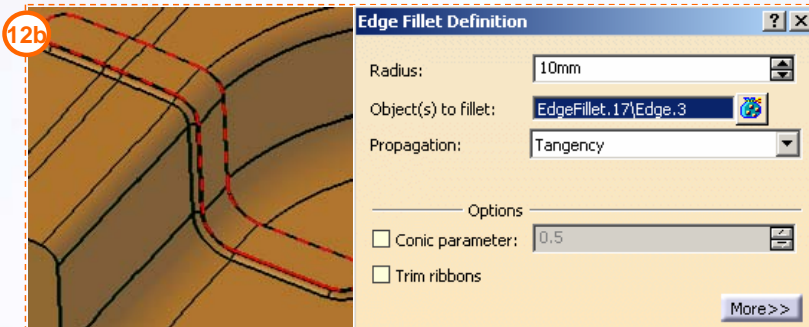 12b
Edge Fillet Definition
Radius: 10mm
Object(s) to fillet: EdgeFillet.17\Edge.3
Propagation: Tangency
Options
Conic parameter: 0.5
Trim ribbons
More>>